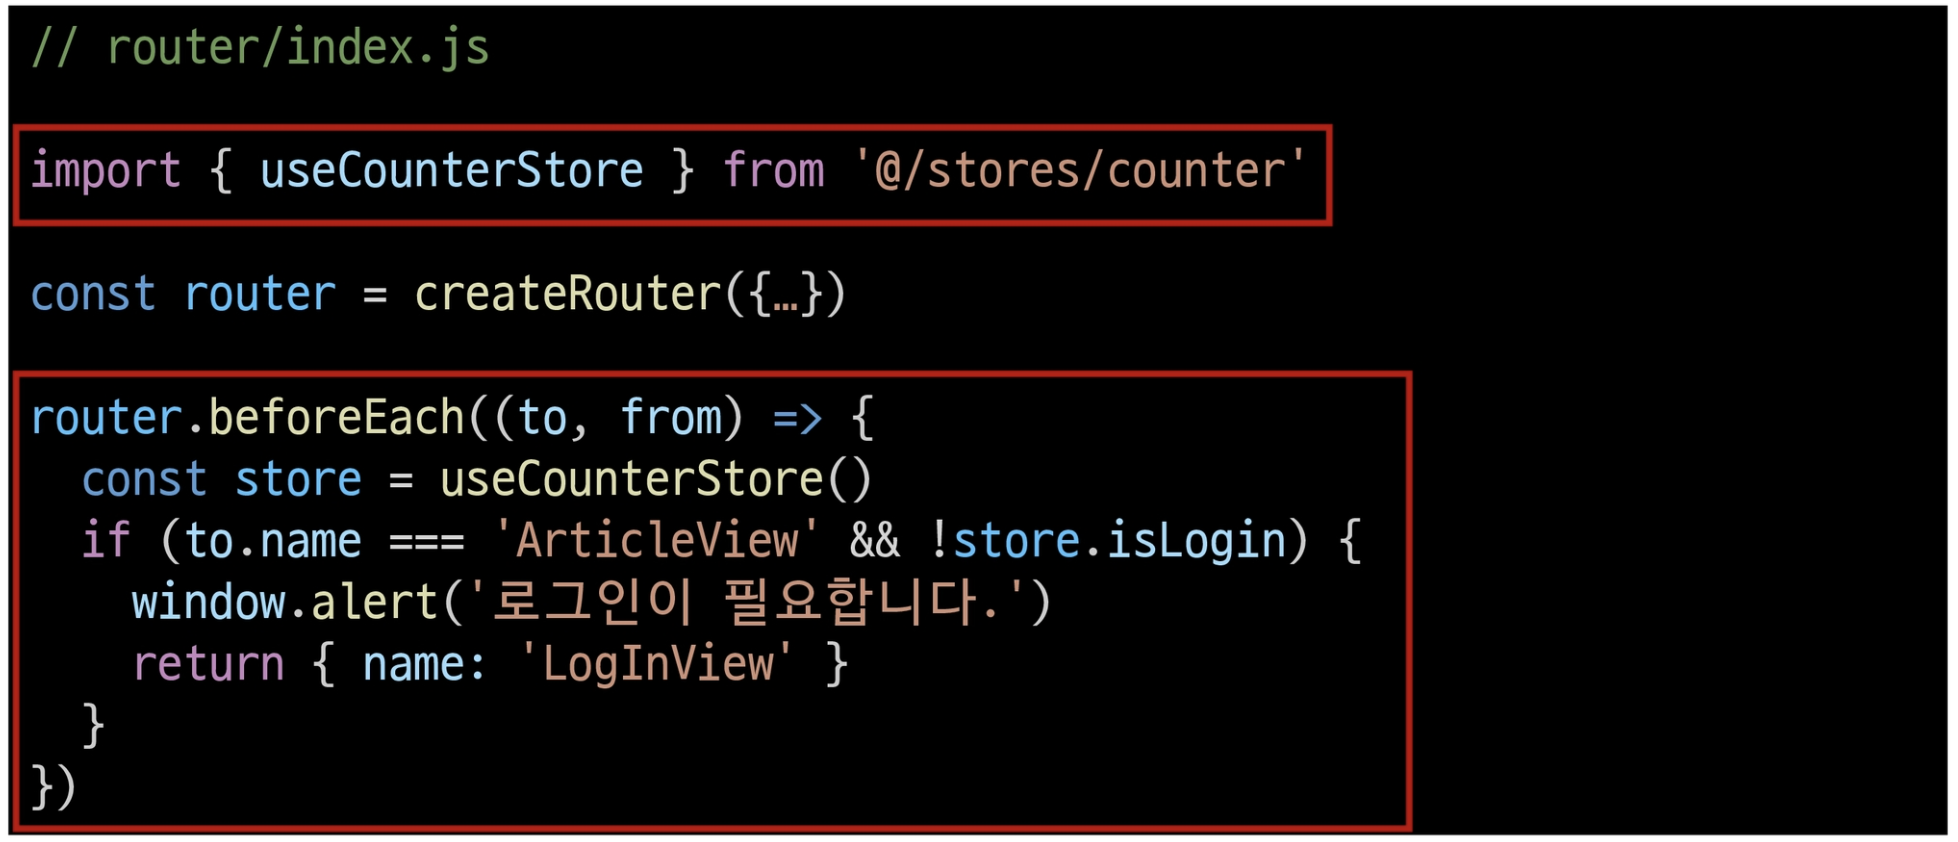 // router/index.js
import { useCounterStore } from '@/stores/counter'
const router = createRouter({…})
router.beforeEach((to, from) => {
  const store = useCounterStore()
  if (to.name === 'ArticleView' && !store.isLogin) {
    window.alert('로그인이 필요합니다.')
    return { name: 'LogInView' }
  }
})